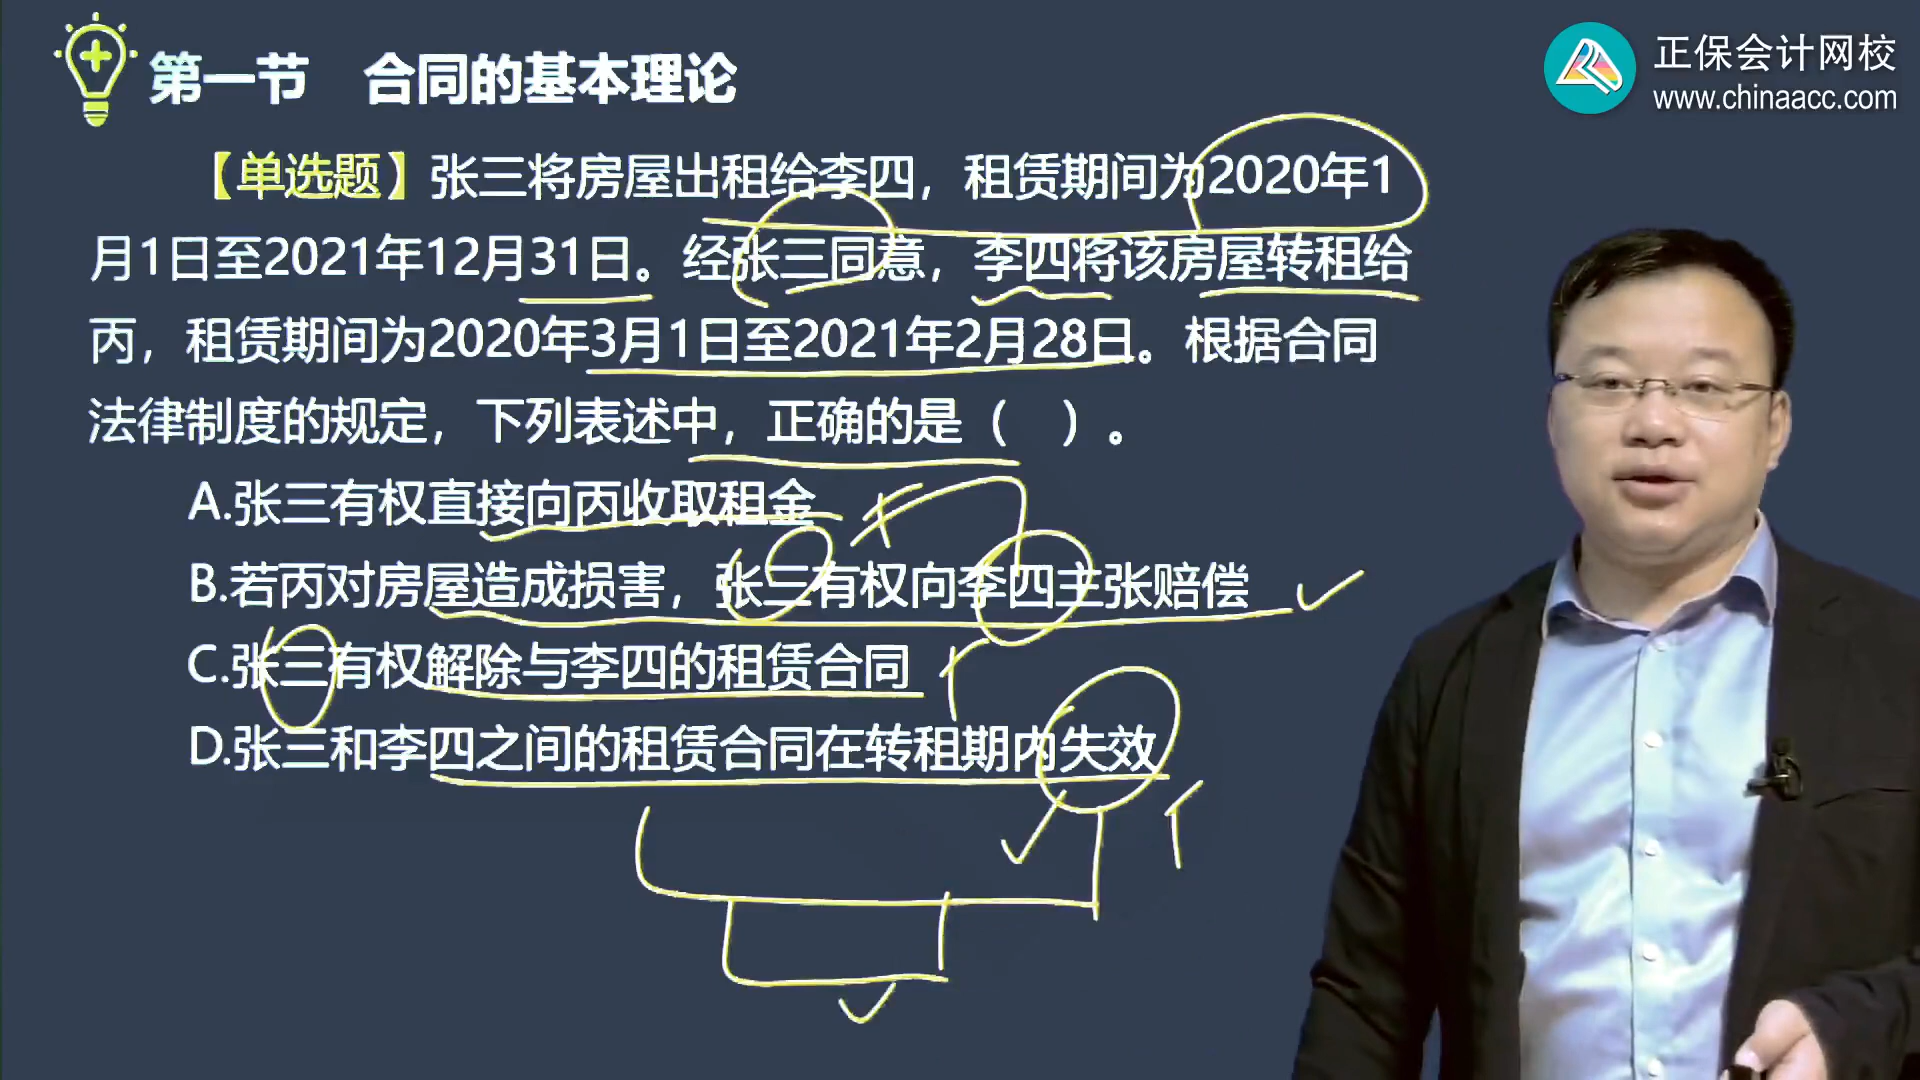 第一节 合同的基本理论
正保会计网校
www.chinaacc.com
【单选题】张三将房屋出租给李四，租赁期间为2020年1
月1日至2021年12月31日。经张三同意，李四将该房屋转租给
丙，租赁期间为2020年3月1日至2021年2月28日。根据合同
法律制度的规定，下列表述中，正确的是（ ）。
A.张三有权直接向丙收取租金
B.若丙对房屋造成损害，张三有权向李四主张赔偿
C.张三有权解除与李四的租赁合同
D.张三和李四之间的租赁合同在转租期内失效